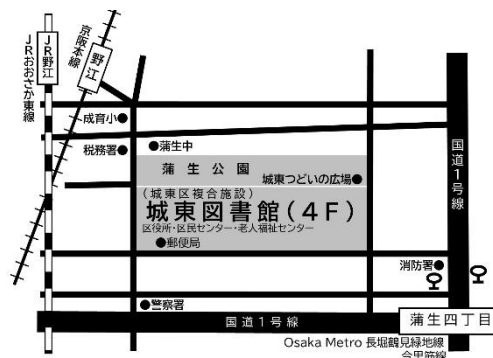 JRおおさか東線
JR野江
京阪本線
野江
成育小
税務署
蒲生中
蒲生公園
城東つどいの広場
(城東区複合施設)
城東図書館(4F)
区役所・区民センター・老人福祉センター
郵便局
消防署
警察署
国道1号線
国道1号線
蒲生四丁目
Osaka Metro 長堀鶴見緑地線
今里筋線